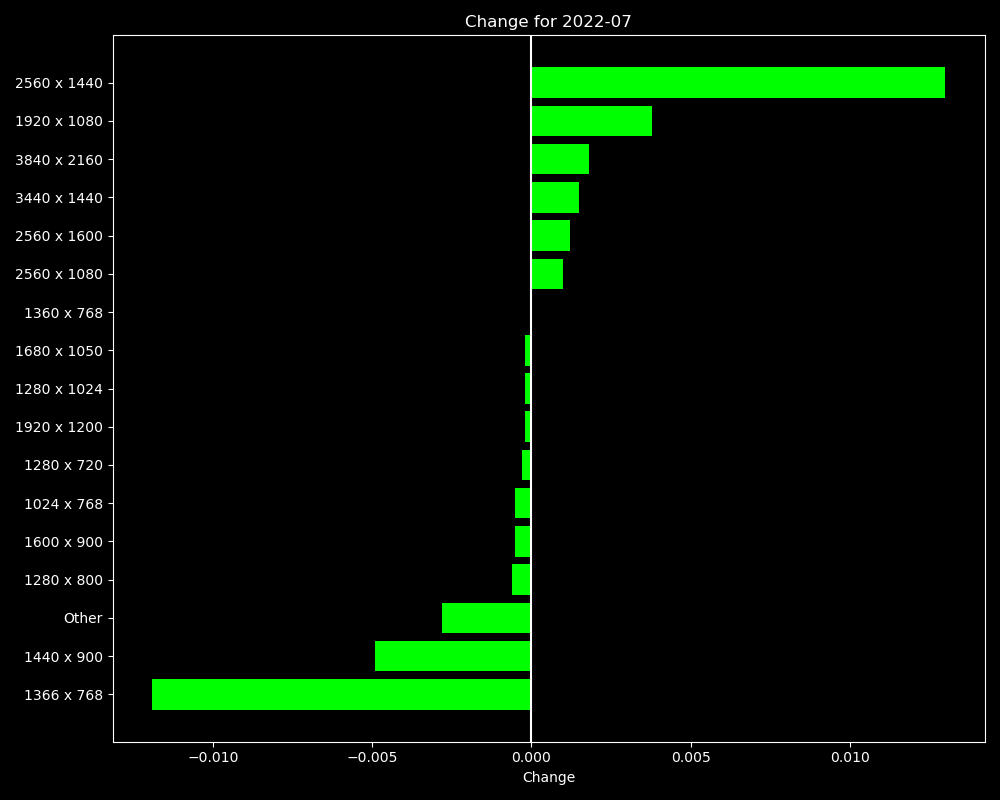 Change for 2022-07
2560 x 1440
1920 x 1080
3840 x 2160
3440 x 1440
2560 x 1600
2560 x 1080
1360 x 768
1680 x 1050
1280 x 1024
1920 x 1200
1280 x 720
1024 x 768
1600 x 900
1280 x 800
Other
1440 x 900
1366 x 768
−0.010 −0.005 0.000 0.005 0.010
Change